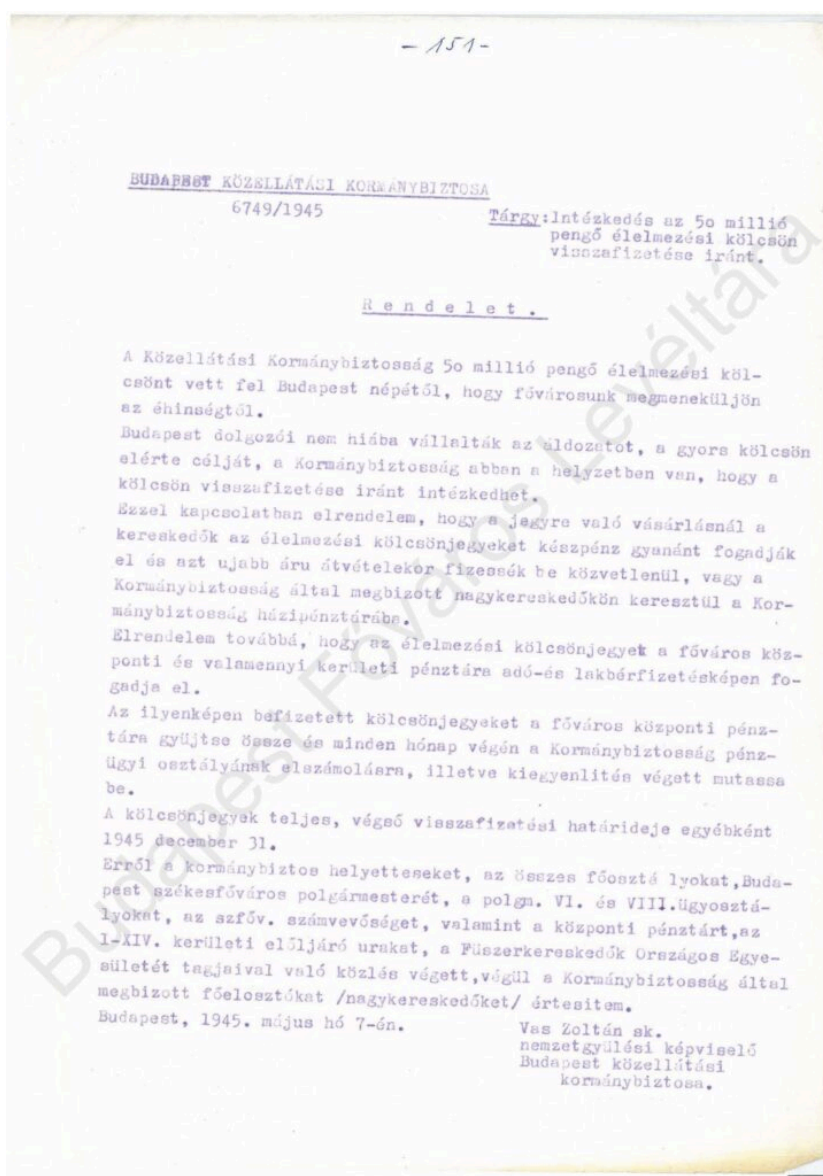 - 151 -
BUDAPEST KÖZELLÁTÁSI KORMÁNYBIZTOSA
6749/1945
Tárgy:Intézkedés az 5o millió
pengő élelmezési kölcsön
visszafizetése iránt.
R e n d e l e t .
A Közellátási Kormánybiztosság 5o millió pengő élelmezési köl-
csönt vett fel Budapest népétől, hogy fővárosunk megmeneküljön
az éhinségtől.
Budapest dolgozói nem hiába vállalták az áldozatot, a gyors kölcsön
elérte célját, a Kormánybiztosság abban a helyzetben van, hogy a
kölcsön visszafizetése iránt intézkedhet.
Ezzel kapcsolatban elrendelem, hogy a jegyre való vásárlásnál a
kereskedők az élelmezési kölcsönjegyeket készpénz gyanánt fogadják
el és azt ujabb áru átvételekor fizessék be közvetlenül, vagy a
Kormánybiztosság által megbizott nagykereskedőkön keresztül a Kor-
mánybiztosság házipénztárába.
Elrendelem továbbá, hogy az élelmezési kölcsönjegyek a főváros köz-
ponti és valamennyi kerületi pénztára adó-és lakbérfizetésképen fo-
gadja el.
Az ilyenképen befizetett kölcsönjegyeket a főváros központi pénz-
tára gyüjtse össze és minden hónap végén a Kormánybiztosság pénz-
ügyi osztályának elszámolásra, illetve kiegyenlités végett mutassa
be.
A kölcsönjegyek teljes, végső visszafizetési határideje egyébként
1945 december 31.
Erről a kormánybiztos helyetteseket, az összes főosztá lyokat,Buda-
pest székesfőváros polgármesterét, a polgm. VI. és VIII.ügyosztá-
lyokat, az szföv. számvevőséget, valamint a központi pénztárt,az
I-XIV. kerületi elöljáró urakat, a Füszerkereskedők Országos Egye-
sületét tagjaival való közlés végett,végül a Kormánybiztosság által
megbizott főelosztókat /nagykereskedőket/ értesitem.
Budapest, 1945. május hó 7-én.
Vas Zoltán sk.
nemzetgyülési képviselő
Budapest közellátási
kormánybiztosa.
Budapest Főváros Levéltára